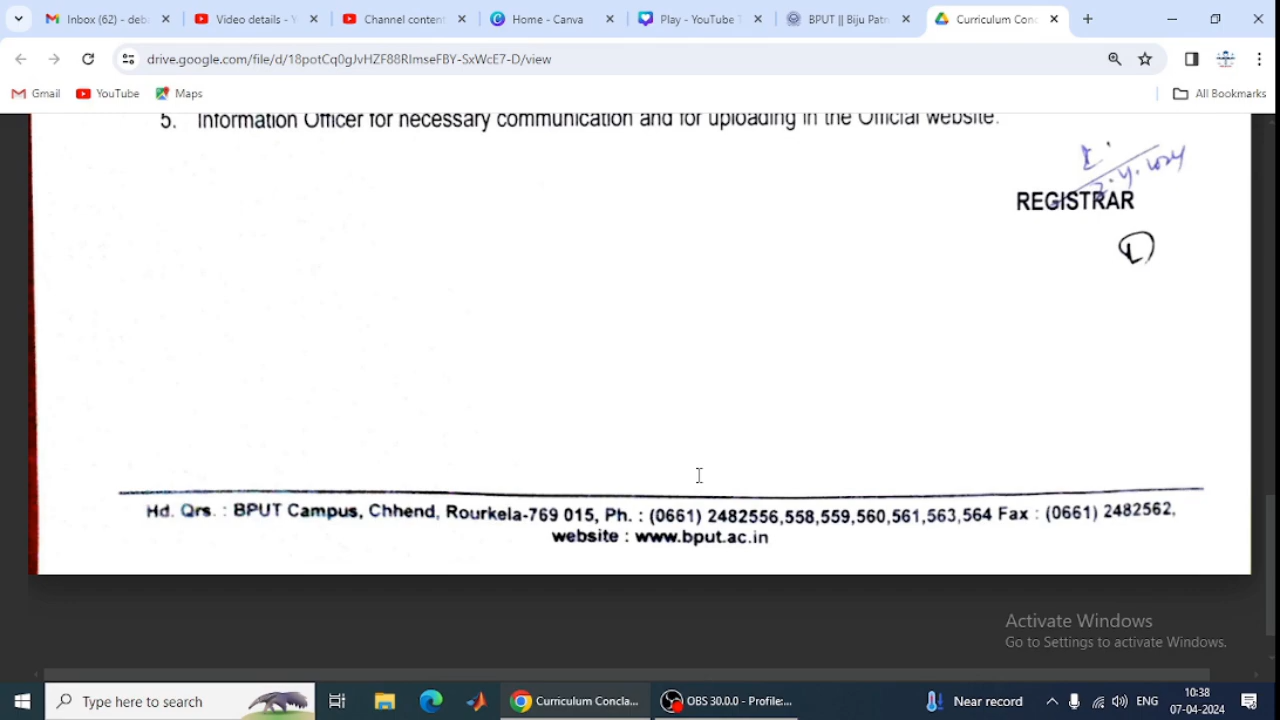 Inbox (62) - deb
Video details - Y
Channel content
Home - Canva
Play - YouTube T
BPUT || Biju Patn
Curriculum Conc
drive.google.com/file/d/18potCq0gJvHZF88RImseFBY-SxWcE7-D/view
Gmail
YouTube
Maps
All Bookmarks
5. Information Officer for necessary communication and for uploading in the Official website.
2.4.2024
REGISTRAR
Hd. Qrs. : BPUT Campus, Chhend, Rourkela-769 015, Ph. : (0661) 2482556,558,559,560,561,563,564 Fax : (0661) 2482562,
website : www.bput.ac.in
Activate Windows
Go to Settings to activate Windows.
Type here to search
Curriculum Concla...
OBS 30.0.0 - Profile:...
Near record
ENG
10:38
07-04-2024